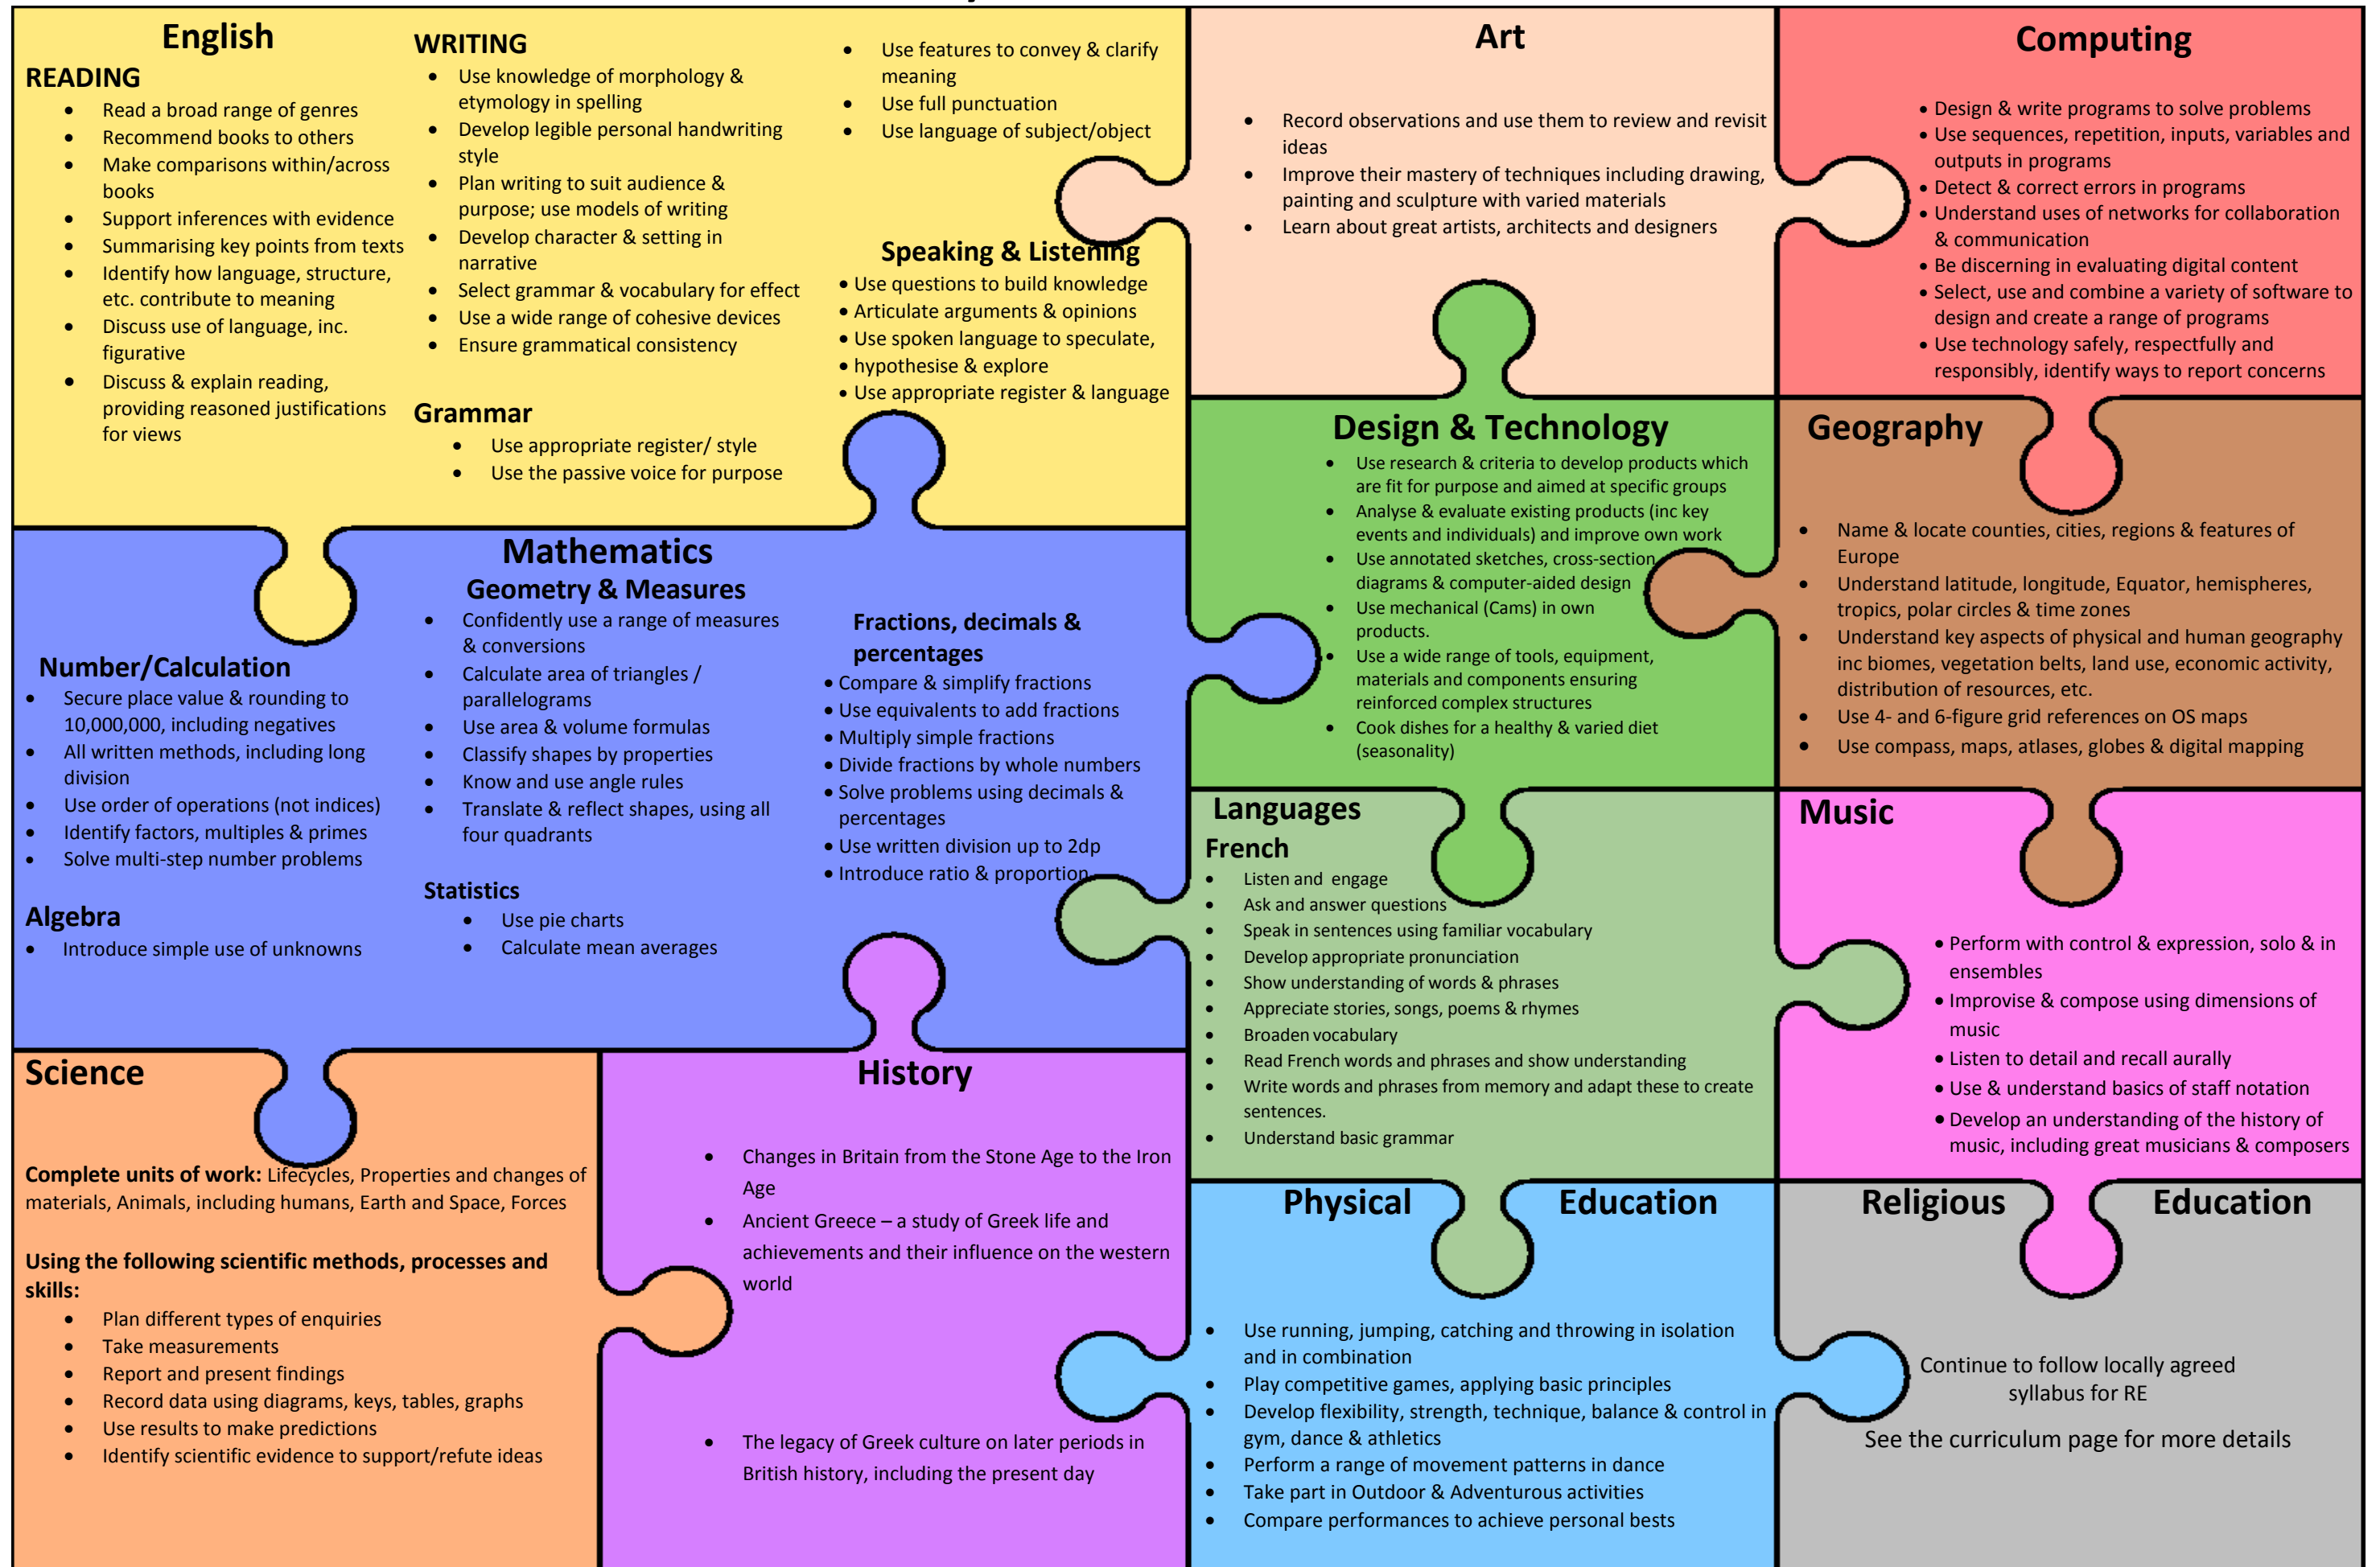 English
READING
• Read a broad range of genres
• Recommend books to others
• Make comparisons within/across
books
• Support inferences with evidence
• Summarising key points from texts
• Identify how language, structure,
etc. contribute to meaning
• Discuss use of language, inc.
figurative
• Discuss & explain reading,
providing reasoned justifications
for views
WRITING
• Use knowledge of morphology &
etymology in spelling
• Develop legible personal handwriting
style
• Plan writing to suit audience &
purpose; use models of writing
• Develop character & setting in
narrative
• Select grammar & vocabulary for effect
• Use a wide range of cohesive devices
• Ensure grammatical consistency
Grammar
• Use appropriate register/ style
• Use the passive voice for purpose
• Use features to convey & clarify
meaning
• Use full punctuation
• Use language of subject/object
Speaking & Listening
• Use questions to build knowledge
• Articulate arguments & opinions
• Use spoken language to speculate,
• hypothesise & explore
• Use appropriate register & language
Art
• Record observations and use them to review and revisit
ideas
• Improve their mastery of techniques including drawing,
painting and sculpture with varied materials
• Learn about great artists, architects and designers
Computing
• Design & write programs to solve problems
• Use sequences, repetition, inputs, variables and
outputs in programs
• Detect & correct errors in programs
• Understand uses of networks for collaboration
& communication
• Be discerning in evaluating digital content
• Select, use and combine a variety of software to
design and create a range of programs
• Use technology safely, respectfully and
responsibly, identify ways to report concerns
Mathematics
Number/Calculation
• Secure place value & rounding to
10,000,000, including negatives
• All written methods, including long
division
• Use order of operations (not indices)
• Identify factors, multiples & primes
• Solve multi-step number problems
Algebra
• Introduce simple use of unknowns
Geometry & Measures
• Confidently use a range of measures
& conversions
• Calculate area of triangles /
parallelograms
• Use area & volume formulas
• Classify shapes by properties
• Know and use angle rules
• Translate & reflect shapes, using all
four quadrants
Statistics
• Use pie charts
• Calculate mean averages
Fractions, decimals &
percentages
• Compare & simplify fractions
• Use equivalents to add fractions
• Multiply simple fractions
• Divide fractions by whole numbers
• Solve problems using decimals &
percentages
• Use written division up to 2dp
• Introduce ratio & proportion
Design & Technology
• Use research & criteria to develop products which
are fit for purpose and aimed at specific groups
• Analyse & evaluate existing products (inc key
events and individuals) and improve own work
• Use annotated sketches, cross-section
diagrams & computer-aided design
• Use mechanical (Cams) in own
products.
• Use a wide range of tools, equipment,
materials and components ensuring
reinforced complex structures
• Cook dishes for a healthy & varied diet
(seasonality)
Geography
• Name & locate counties, cities, regions & features of
Europe
• Understand latitude, longitude, Equator, hemispheres,
tropics, polar circles & time zones
• Understand key aspects of physical and human geography
inc biomes, vegetation belts, land use, economic activity,
distribution of resources, etc.
• Use 4- and 6-figure grid references on OS maps
• Use compass, maps, atlases, globes & digital mapping
Languages
French
• Listen and engage
• Ask and answer questions
• Speak in sentences using familiar vocabulary
• Develop appropriate pronunciation
• Show understanding of words & phrases
• Appreciate stories, songs, poems & rhymes
• Broaden vocabulary
• Read French words and phrases and show understanding
• Write words and phrases from memory and adapt these to create
sentences.
• Understand basic grammar
Music
• Perform with control & expression, solo & in
ensembles
• Improvise & compose using dimensions of
music
• Listen to detail and recall aurally
• Use & understand basics of staff notation
• Develop an understanding of the history of
music, including great musicians & composers
Science
Complete units of work: Lifecycles, Properties and changes of
materials, Animals, including humans, Earth and Space, Forces
Using the following scientific methods, processes and
skills:
• Plan different types of enquiries
• Take measurements
• Report and present findings
• Record data using diagrams, keys, tables, graphs
• Use results to make predictions
• Identify scientific evidence to support/refute ideas
History
• Changes in Britain from the Stone Age to the Iron
Age
• Ancient Greece – a study of Greek life and
achievements and their influence on the western
world
• The legacy of Greek culture on later periods in
British history, including the present day
Physical Education
• Use running, jumping, catching and throwing in isolation
and in combination
• Play competitive games, applying basic principles
• Develop flexibility, strength, technique, balance & control in
gym, dance & athletics
• Perform a range of movement patterns in dance
• Take part in Outdoor & Adventurous activities
• Compare performances to achieve personal bests
Religious Education
Continue to follow locally agreed
syllabus for RE
See the curriculum page for more details